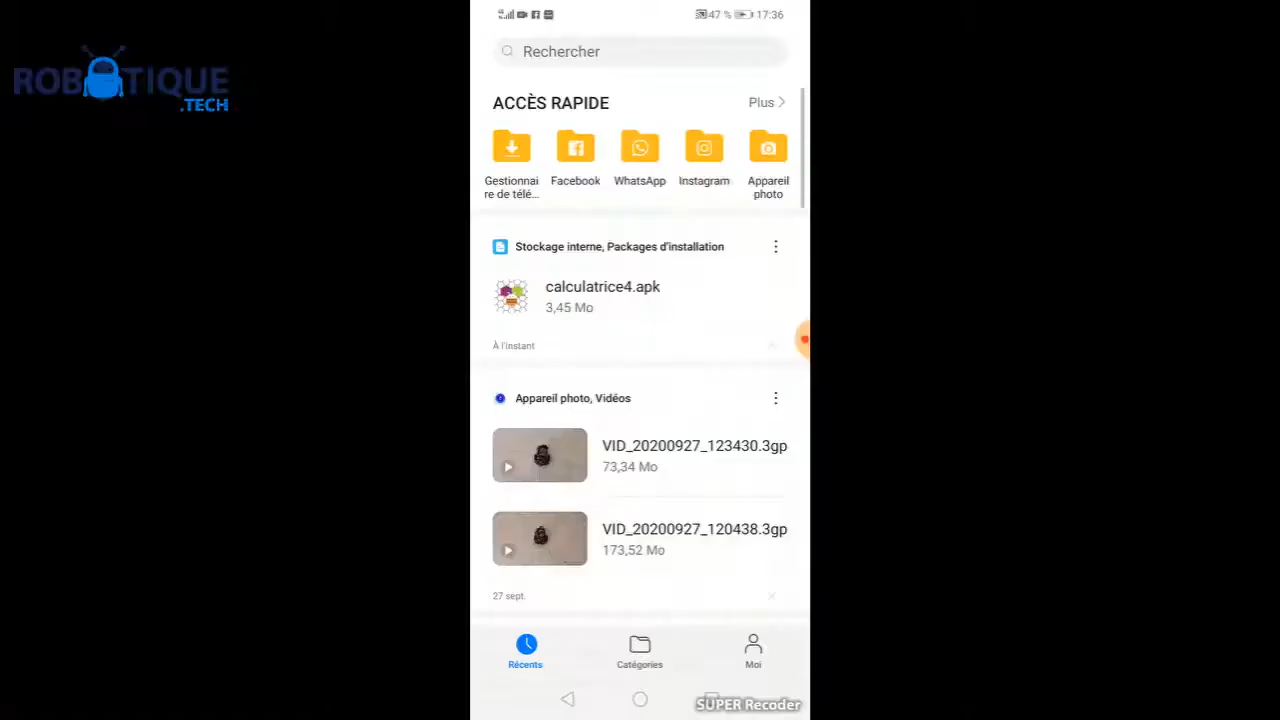 ROBOTIQUE
.TECH
47 %
17:36
Rechercher
ACCÈS RAPIDE
Plus
Gestionnai
re de télé...
Facebook
WhatsApp
Instagram
Appareil
photo
Stockage interne, Packages d'installation
calculatrice4.apk
3,45 Mo
À l'instant
Appareil photo, Vidéos
VID_20200927_123430.3gp
73,34 Mo
VID_20200927_120438.3gp
173,52 Mo
27 sept.
Récents
Catégories
Moi
SUPER Recoder